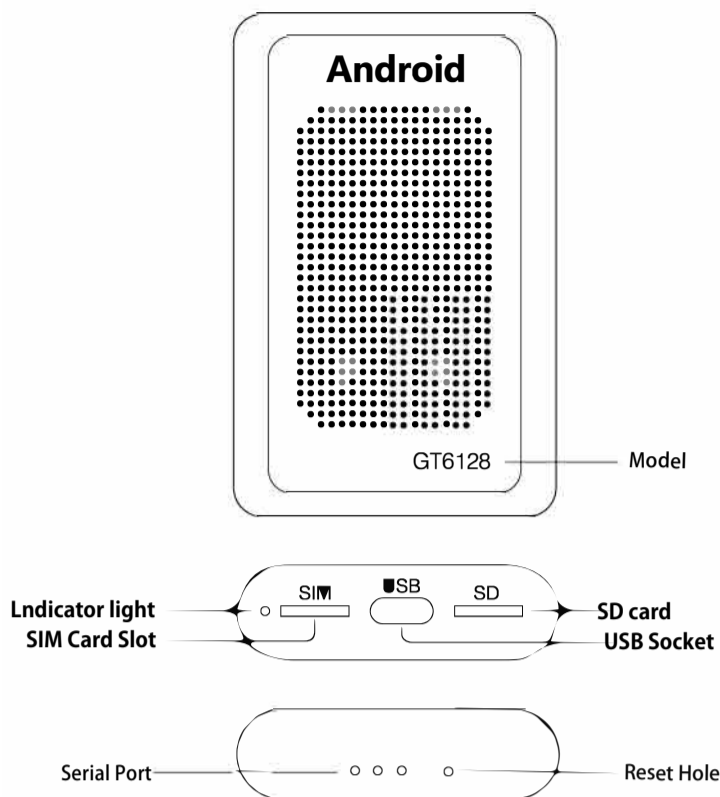 Android
GT6128
Model
SIM
USB
SD
Lndicator light
SD card
SIM Card Slot
USB Socket
Serial Port
Reset Hole